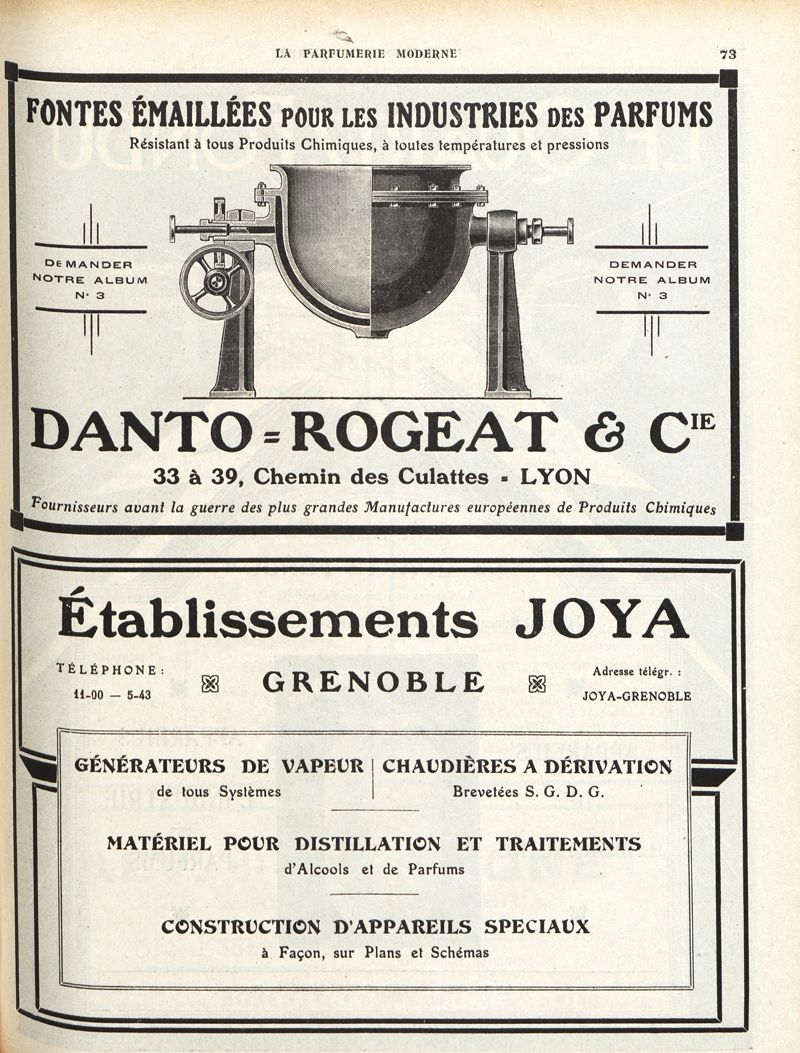 LA PARFUMERIE MODERNE
73
FONTES ÉMAILLÉES POUR LES INDUSTRIES DES PARFUMS
Résistant à tous Produits Chimiques, à toutes températures et pressions
DEMANDER
NOTRE ALBUM
N° 3
DEMANDER
NOTRE ALBUM
N° 3
DANTO=ROGEAT & CIE
33 à 39, Chemin des Culattes - LYON
Fournisseurs avant la guerre des plus grandes Manufactures européennes de Produits Chimiques
Établissements JOYA
TÉLÉPHONE:
11-00 — 5-43
GRENOBLE
Adresse télégr. :
JOYA-GRENOBLE
GÉNÉRATEURS DE VAPEUR
de tous Systèmes
CHAUDIÈRES A DÉRIVATION
Brevetées S. G. D. G.
MATÉRIEL POUR DISTILLATION ET TRAITEMENTS
d'Alcools et de Parfums
CONSTRUCTION D'APPAREILS SPECIAUX
à Façon, sur Plans et Schémas